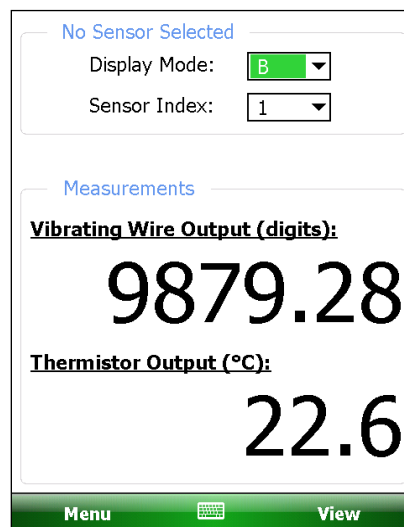 No Sensor Selected
Display Mode: B
Sensor Index: 1
Measurements
Vibrating Wire Output (digits):
9879.28
Thermistor Output (°C):
22.6
Menu View